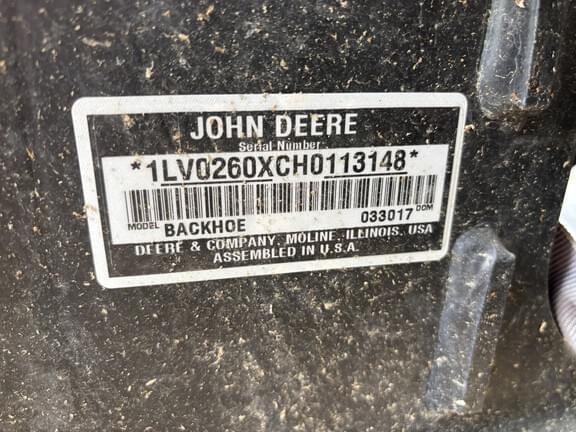 JOHN DEERE
Serial Number
*1LV0260XCH0113148*
MODEL BACKHOE 033017 DOM
DEERE & COMPANY, MOLINE, ILLINOIS, USA
ASSEMBLED IN U.S.A.